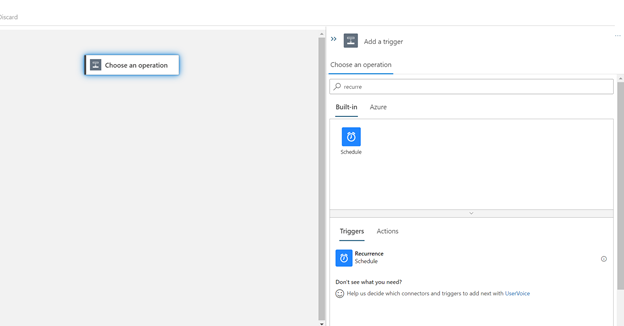 Discard
Choose an operation
Add a trigger
Choose an operation
recurre
Built-in Azure
Schedule
Triggers Actions
Recurrence
Schedule
Don't see what you need?
Help us decide which connectors and triggers to add next with UserVoice